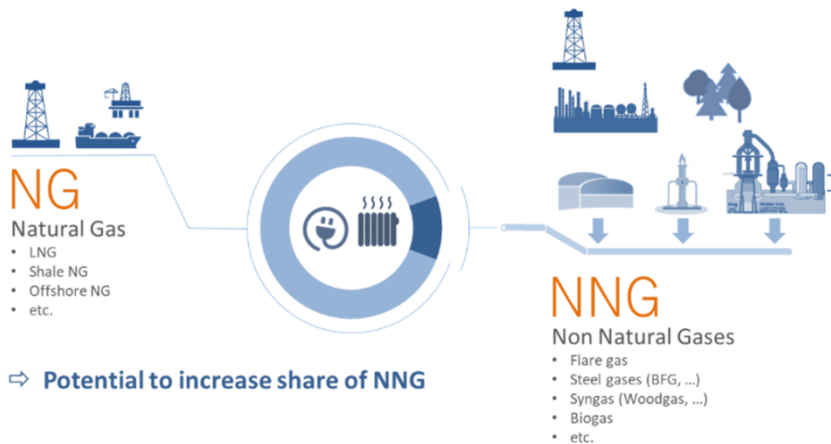 NG
Natural Gas
• LNG
• Shale NG
• Offshore NG
• etc.
⇨ Potential to increase share of NNG
NNG
Non Natural Gases
• Flare gas
• Steel gases (BFG, ...)
• Syngas (Woodgas, ...)
• Biogas
• etc.